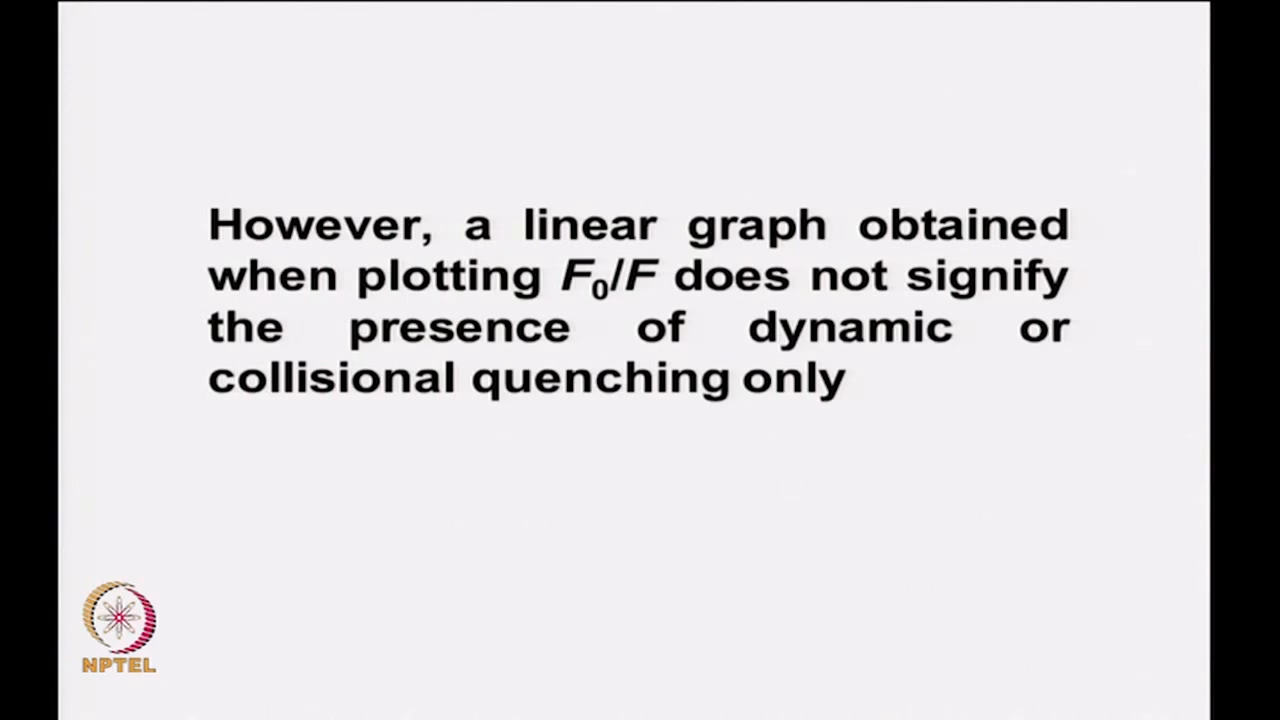 However, a linear graph obtained
when plotting F₀/F does not signify
the presence of dynamic or
collisional quenching only
NPTEL